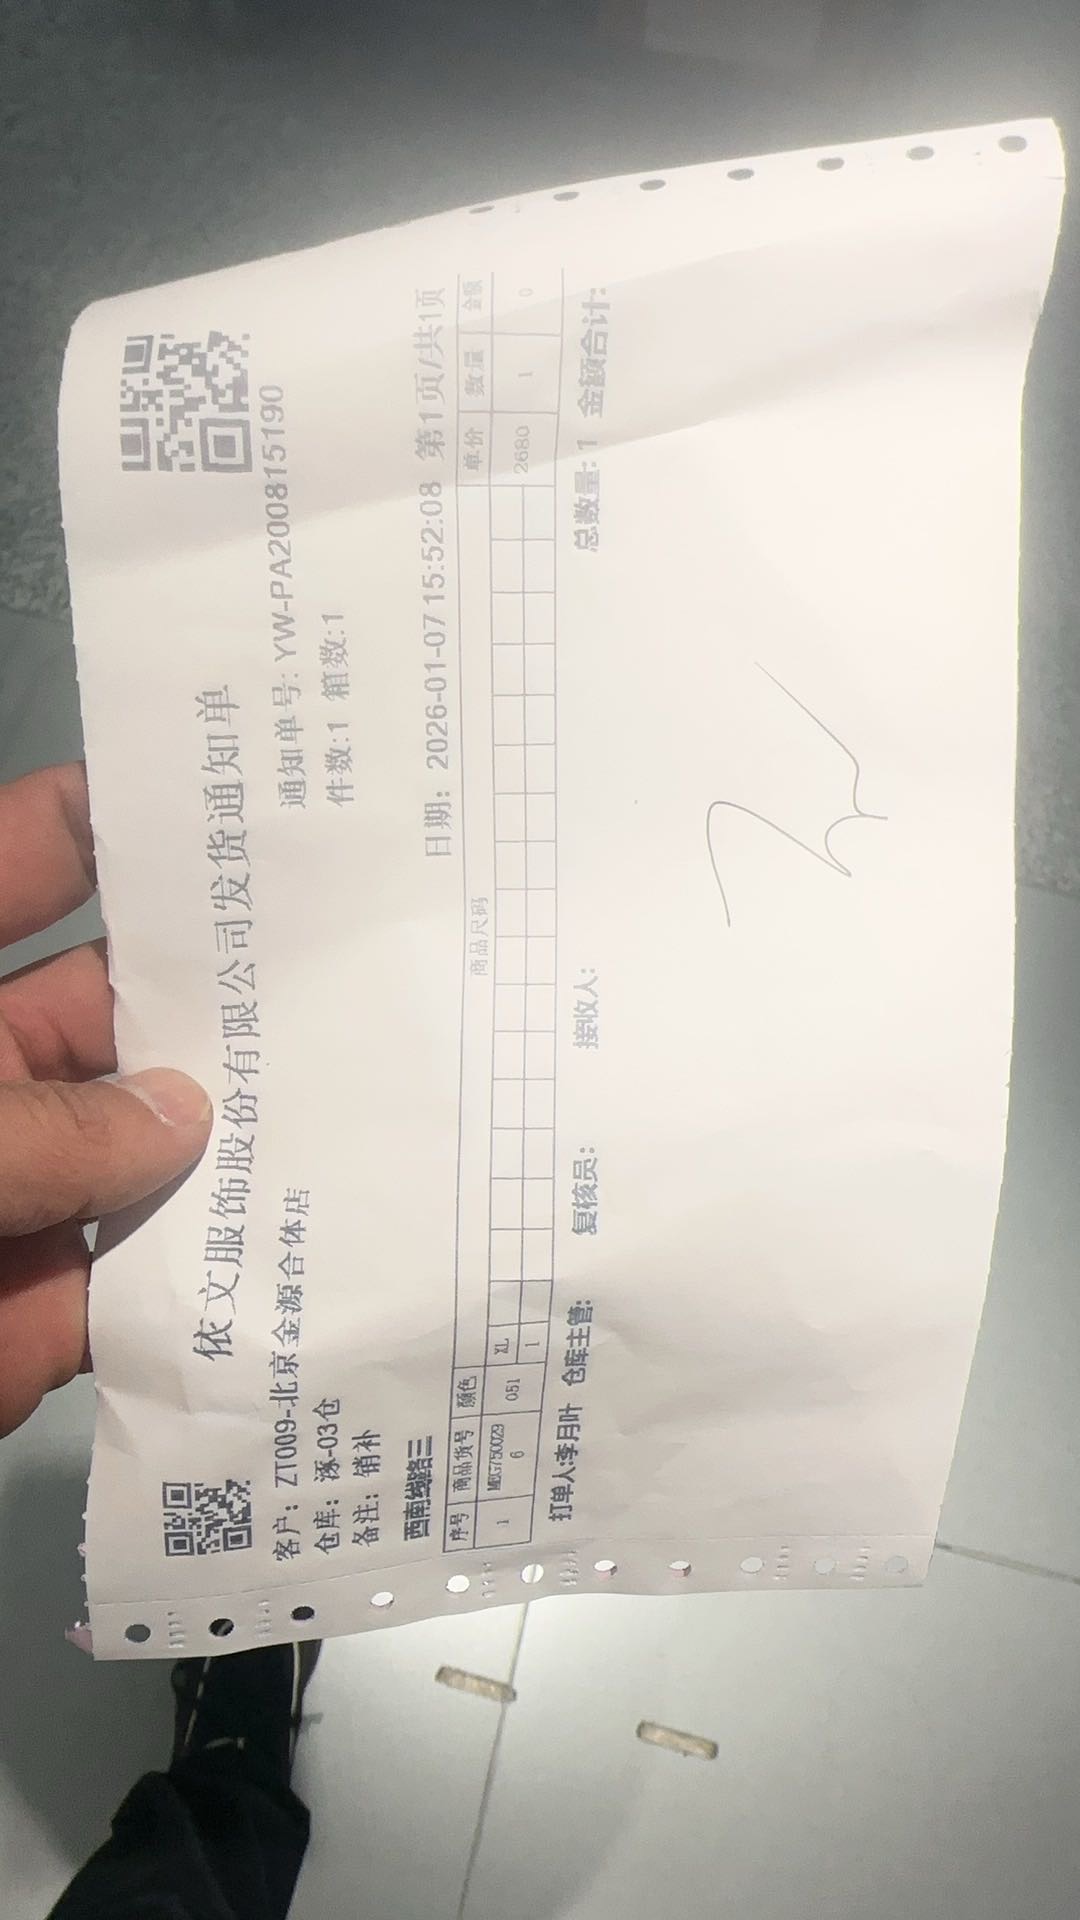 依文服饰股份有限公司发货通知单
客户：ZT009-北京金源合体店
通知单号：YW-PA200815190
仓库：涿-03仓
件数:1 箱数:1
备注：销补
西南线路三
日期：2026-01-07 15:52:08 第1页/共1页
序号 商品货号 颜色 商品尺码 单价 数量 金额
XL
1 051 2680 1 0
6
1
打单人:李月叶 仓库主管: 复核员: 接收人: 总数量:1 金额合计: